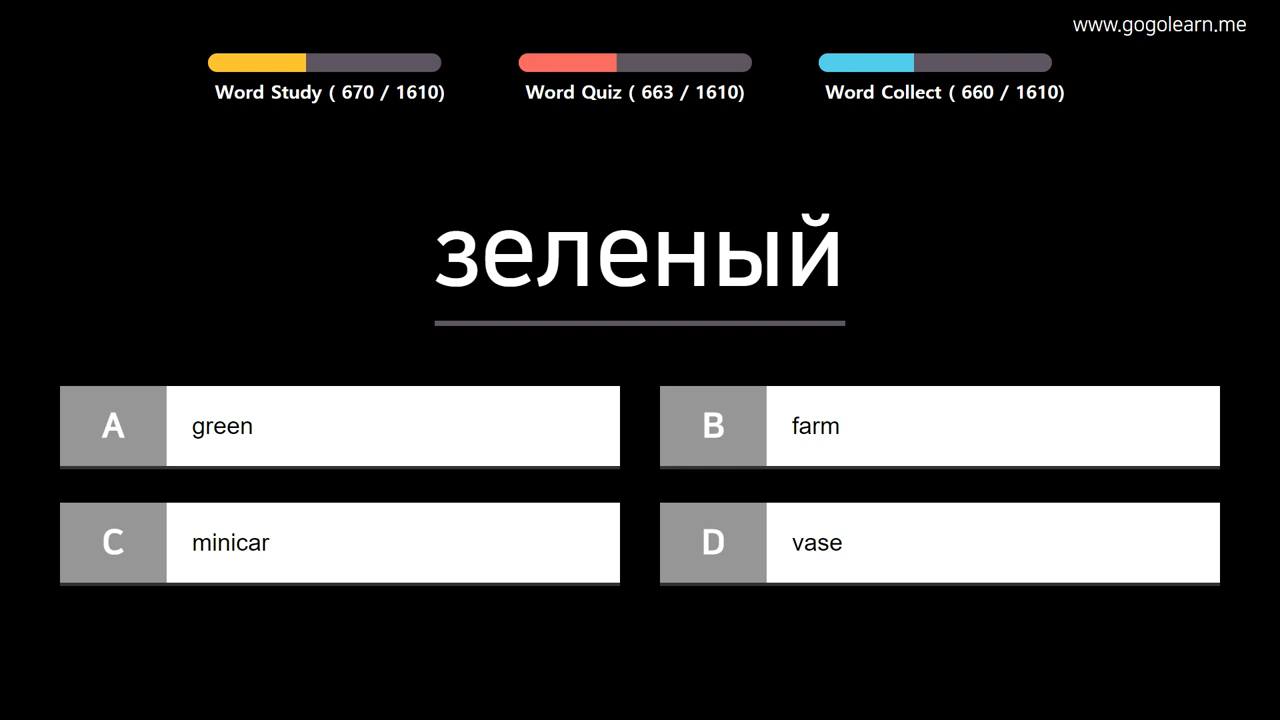 www.gogolearn.me
Word Study ( 670 / 1610)
Word Quiz ( 663 / 1610)
Word Collect ( 660 / 1610)
зеленый
A green
B farm
C minicar
D vase